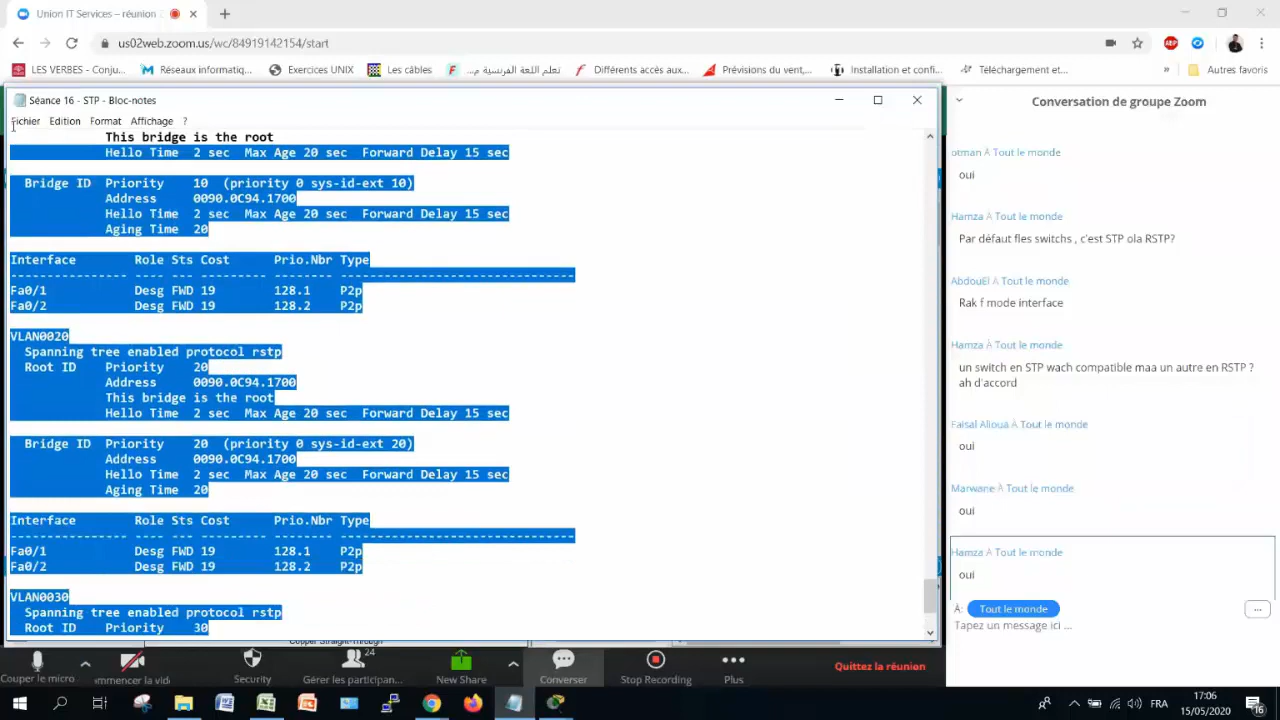 Union IT Services – réunion
us02web.zoom.us/wc/84919142154/start
LES VERBES - Conju...
Réseaux informatiq...
Exercices UNIX
Les câbles
تعلم اللغة الفرنسية م...
Différents accès aux...
Prévisions du vent,...
Installation et confi...
Téléchargement et...
»
Autres favoris
Séance 16 - STP - Bloc-notes
Fichier Edition Format Affichage ?
This bridge is the root
Hello Time 2 sec Max Age 20 sec Forward Delay 15 sec
Bridge ID Priority 10 (priority 0 sys-id-ext 10)
Address 0090.0C94.1700
Hello Time 2 sec Max Age 20 sec Forward Delay 15 sec
Aging Time 20
Interface Role Sts Cost Prio.Nbr Type
---------------- ---- --- --------- -------- --------------------------------
Fa0/1 Desg FWD 19 128.1 P2p
Fa0/2 Desg FWD 19 128.2 P2p
VLAN0020
Spanning tree enabled protocol rstp
Root ID Priority 20
Address 0090.0C94.1700
This bridge is the root
Hello Time 2 sec Max Age 20 sec Forward Delay 15 sec
Bridge ID Priority 20 (priority 0 sys-id-ext 20)
Address 0090.0C94.1700
Hello Time 2 sec Max Age 20 sec Forward Delay 15 sec
Aging Time 20
Interface Role Sts Cost Prio.Nbr Type
---------------- ---- --- --------- -------- --------------------------------
Fa0/1 Desg FWD 19 128.1 P2p
Fa0/2 Desg FWD 19 128.2 P2p
VLAN0030
Spanning tree enabled protocol rstp
Root ID Priority 30
Copper Straight-Through
Conversation de groupe Zoom
otman À Tout le monde
oui
Hamza À Tout le monde
Par défaut fles switchs , c'est STP ola RSTP?
AbdouEl À Tout le monde
Rak f mode interface
Hamza À Tout le monde
un switch en STP wach compatible maa un autre en RSTP ?
ah d'accord
Faisal Alioua À Tout le monde
oui
Marwane À Tout le monde
oui
Hamza À Tout le monde
oui
À: Tout le monde ...
Tapez un message ici ...
24
Couper le micro
mmencer la vid
Security
Gérer les participan...
New Share
Converser
Stop Recording
Plus
Quittez la réunion
FRA
17:06
15/05/2020
16